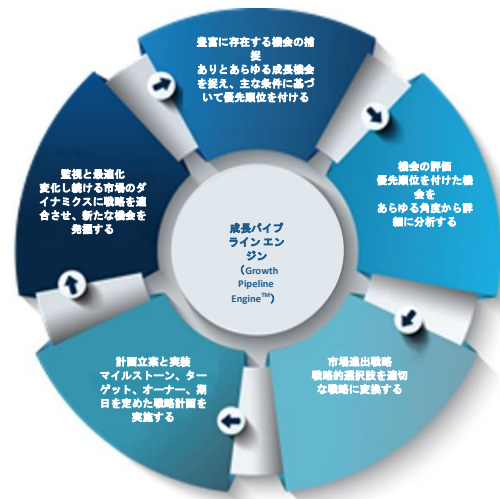 豊富に存在する機会の捕
捉
ありとあらゆる成長機会
を捉え、主な条件に基づ
いて優先順位を付ける
機会の評価
優先順位を付けた機
会を
あらゆる角度から詳
細に分析する
市場進出戦略
戦略的選択肢を適切
な戦略に変換する
計画立案と実装
マイルストーン、ター
ゲット、オーナー、期
日を定めた戦略計画を
実施する
監視と最適化
変化し続ける市場のダ
イナミクスに戦略を適
合させ、新たな機会を
発掘する
成長パイプ
ライン エン
ジン
（Growth
Pipeline
Engine™）